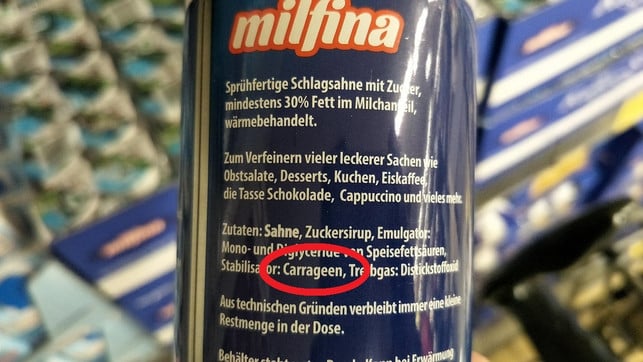 milfina
Sprühfertige Schlagsahne mit Zucker,
mindestens 30% Fett im Milchanteil,
wärmebehandelt.
Zum Verfeinern vieler leckerer Sachen wie
Obstsalate, Desserts, Kuchen, Eiskaffee,
die Tasse Schokolade, Cappuccino und vieles mehr.
Zutaten: Sahne, Zuckersirup, Emulgator:
Mono- und Diglyceride von Speisefettsäuren,
Stabilisator: Carrageen, Treibgas: Distickstoffoxid
Aus technischen Gründen verbleibt immer eine kleine
Restmenge in der Dose.